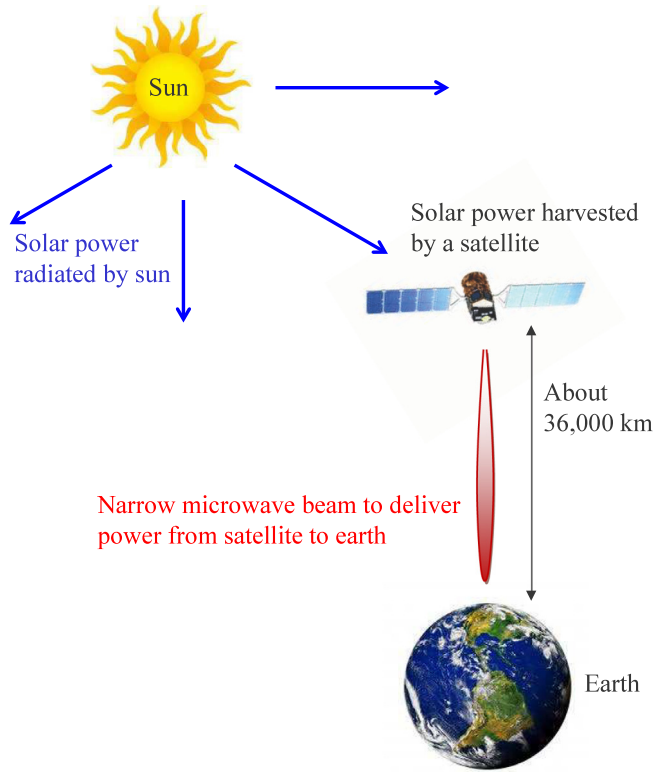 Sun
Solar power harvested
by a satellite
Solar power
radiated by sun
About
36,000 km
Narrow microwave beam to deliver
power from satellite to earth
Earth